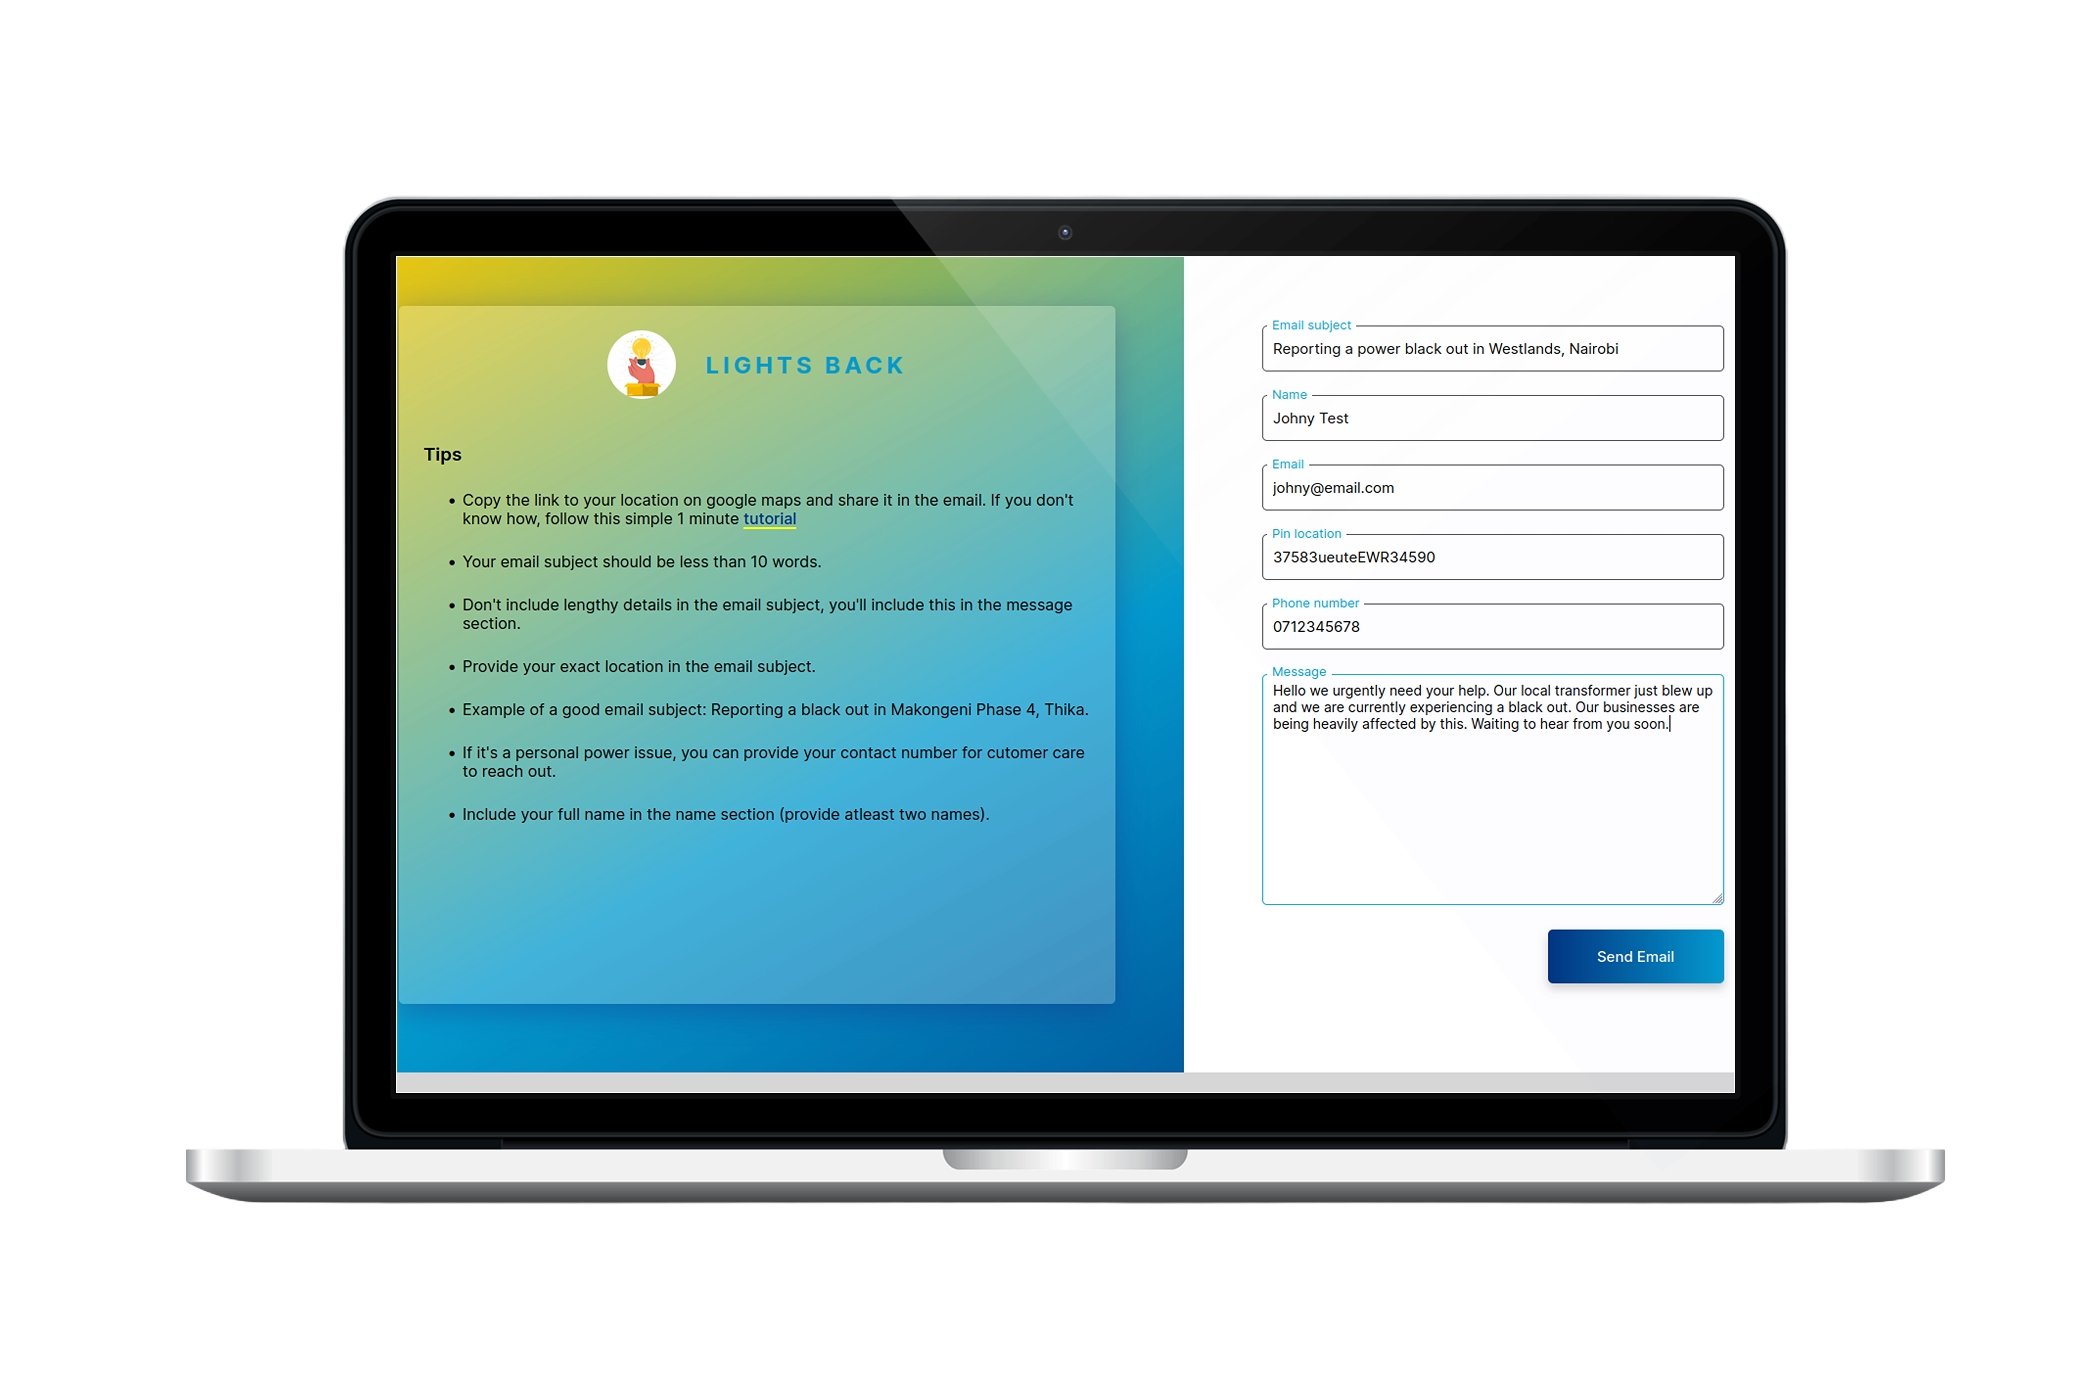 LIGHTS BACK
Tips
• Copy the link to your location on google maps and share it in the email. If you don't
know how, follow this simple 1 minute tutorial
• Your email subject should be less than 10 words.
• Don't include lengthy details in the email subject, you'll include this in the message
section.
• Provide your exact location in the email subject.
• Example of a good email subject: Reporting a black out in Makongeni Phase 4, Thika.
• If it's a personal power issue, you can provide your contact number for cutomer care
to reach out.
• Include your full name in the name section (provide atleast two names).
Email subject
Reporting a power black out in Westlands, Nairobi
Name
Johny Test
Email
johny@email.com
Pin location
37583ueuteEWR34590
Phone number
0712345678
Message
Hello we urgently need your help. Our local transformer just blew up
and we are currently experiencing a black out. Our businesses are
being heavily affected by this. Waiting to hear from you soon.
Send Email